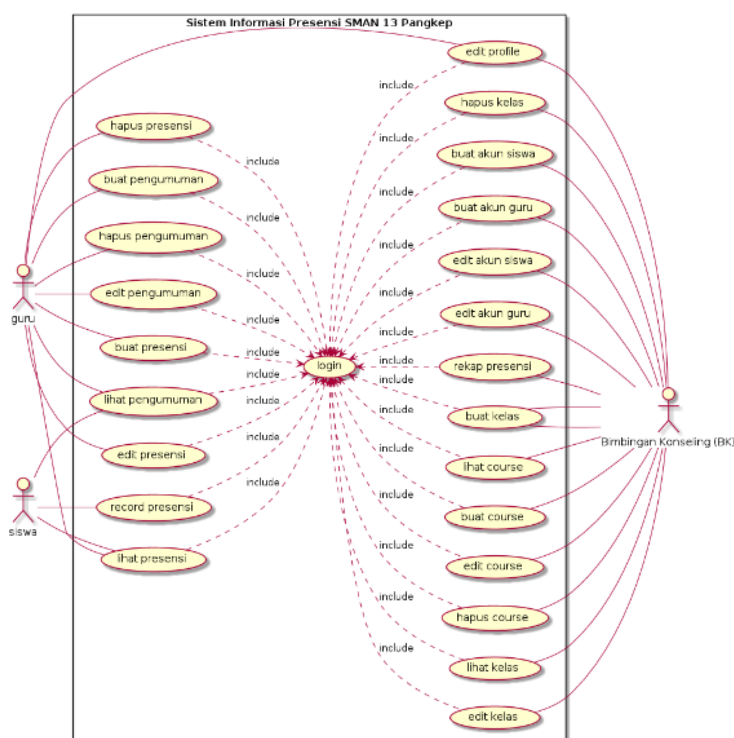 Sistem Informasi Presensi SMAN 13 Pangkep
edit profile
include
hapus kelas
include
hapus presensi
include
buat akun siswa
include
buat pengumuman
include
buat akun guru
include
hapus pengumuman
include
edit akun siswa
include
guru
edit pengumuman
include
edit akun guru
include
buat presensi
include
login
include
rekap presensi
lihat pengumuman
include
include
buat kelas
Bimbingan Konseling (BK)
edit presensi
include
include
lihat course
siswa
record presensi
include
include
buat course
lihat presensi
include
include
edit course
include
hapus course
include
lihat kelas
include
edit kelas